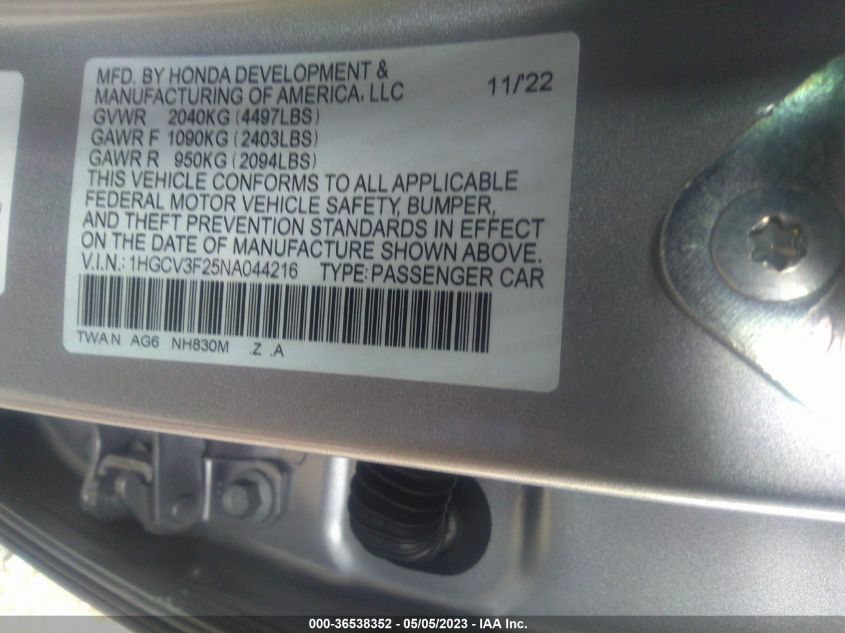 MFD. BY HONDA DEVELOPMENT &
MANUFACTURING OF AMERICA, LLC 11/'22
GVWR 2040KG (4497LBS)
GAWR F 1090KG (2403LBS)
GAWR R 950KG (2094LBS)
THIS VEHICLE CONFORMS TO ALL APPLICABLE
FEDERAL MOTOR VEHICLE SAFETY, BUMPER,
AND THEFT PREVENTION STANDARDS IN EFFECT
ON THE DATE OF MANUFACTURE SHOWN ABOVE.
V.I.N.: 1HGCV3F25NA044216 TYPE: PASSENGER CAR
TWAN AG6 NH830M .Z .A
000-36538352 - 05/05/2023 - IAA Inc.